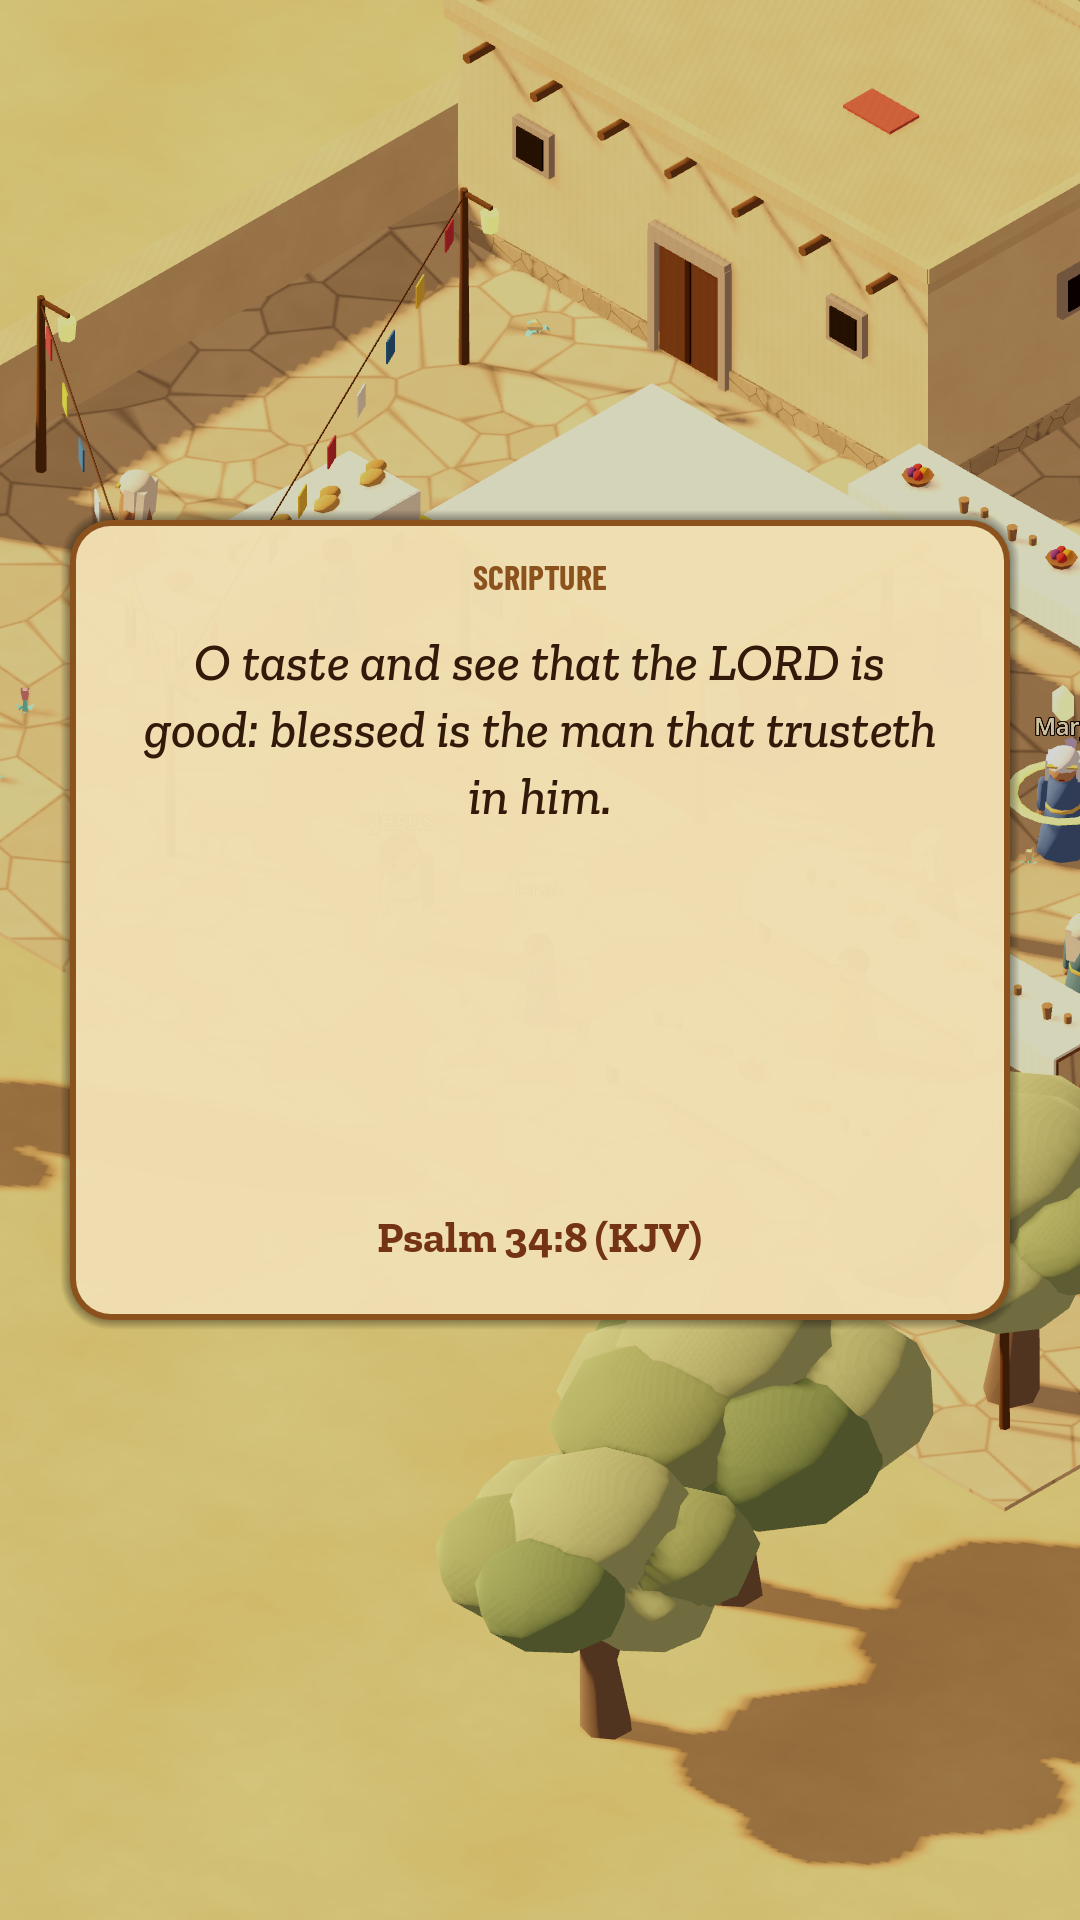 SCRIPTURE
O taste and see that the LORD is
good: blessed is the man that trusteth
in him.
Mar
Psalm 34:8 (KJV)